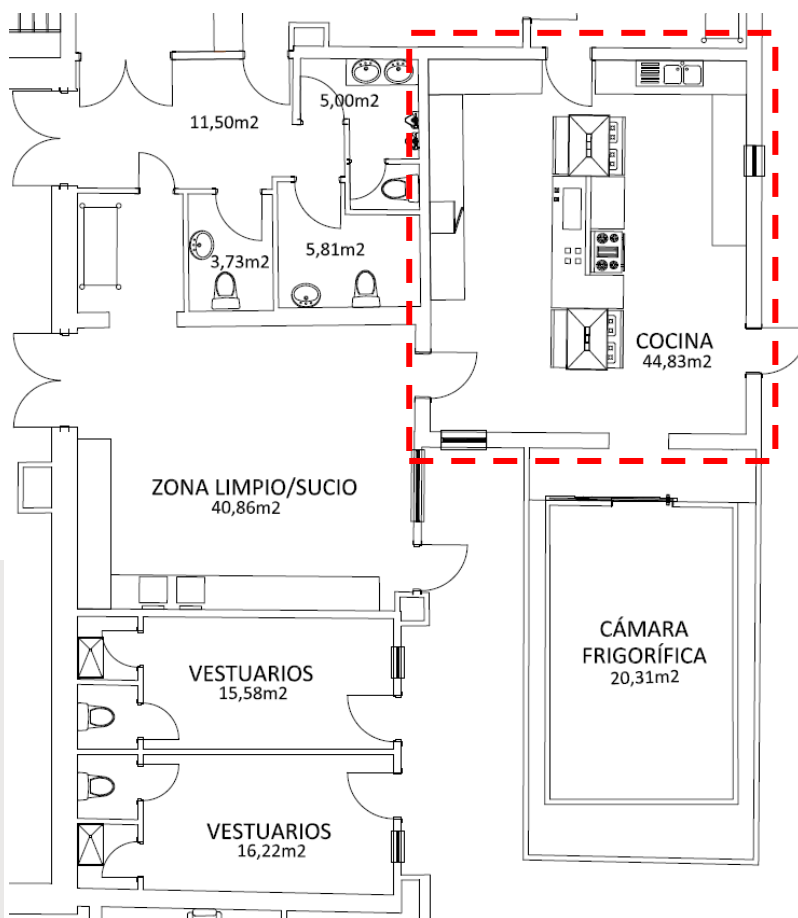 5,00m2
11,50m2
3,73m2
5,81m2
COCINA
44,83m2
ZONA LIMPIO/SUCIO
40,86m2
CÁMARA
FRIGORÍFICA
20,31m2
VESTUARIOS
15,58m2
VESTUARIOS
16,22m2